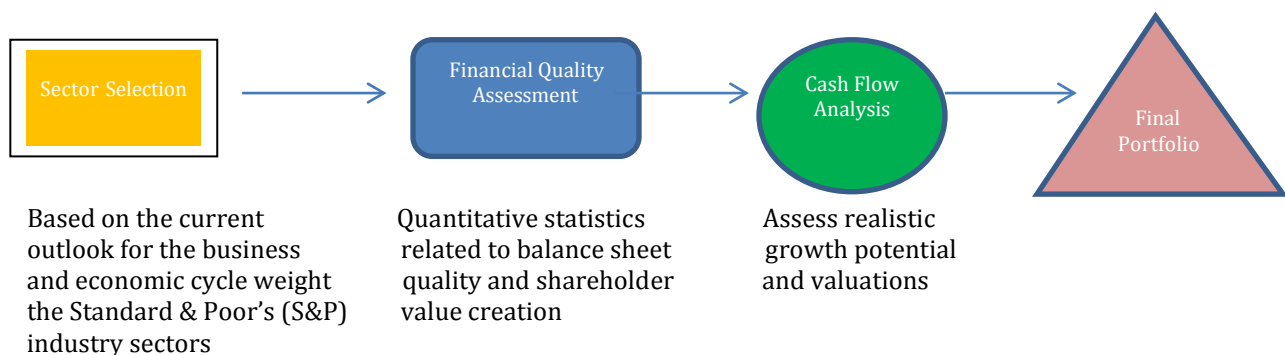 Sector Selection
Financial Quality
Assessment
Cash Flow
Analysis
Final
Portfolio
Based on the current
outlook for the business
and economic cycle weight
the Standard & Poor's (S&P)
industry sectors
Quantitative statistics
related to balance sheet
quality and shareholder
value creation
Assess realistic
growth potential
and valuations